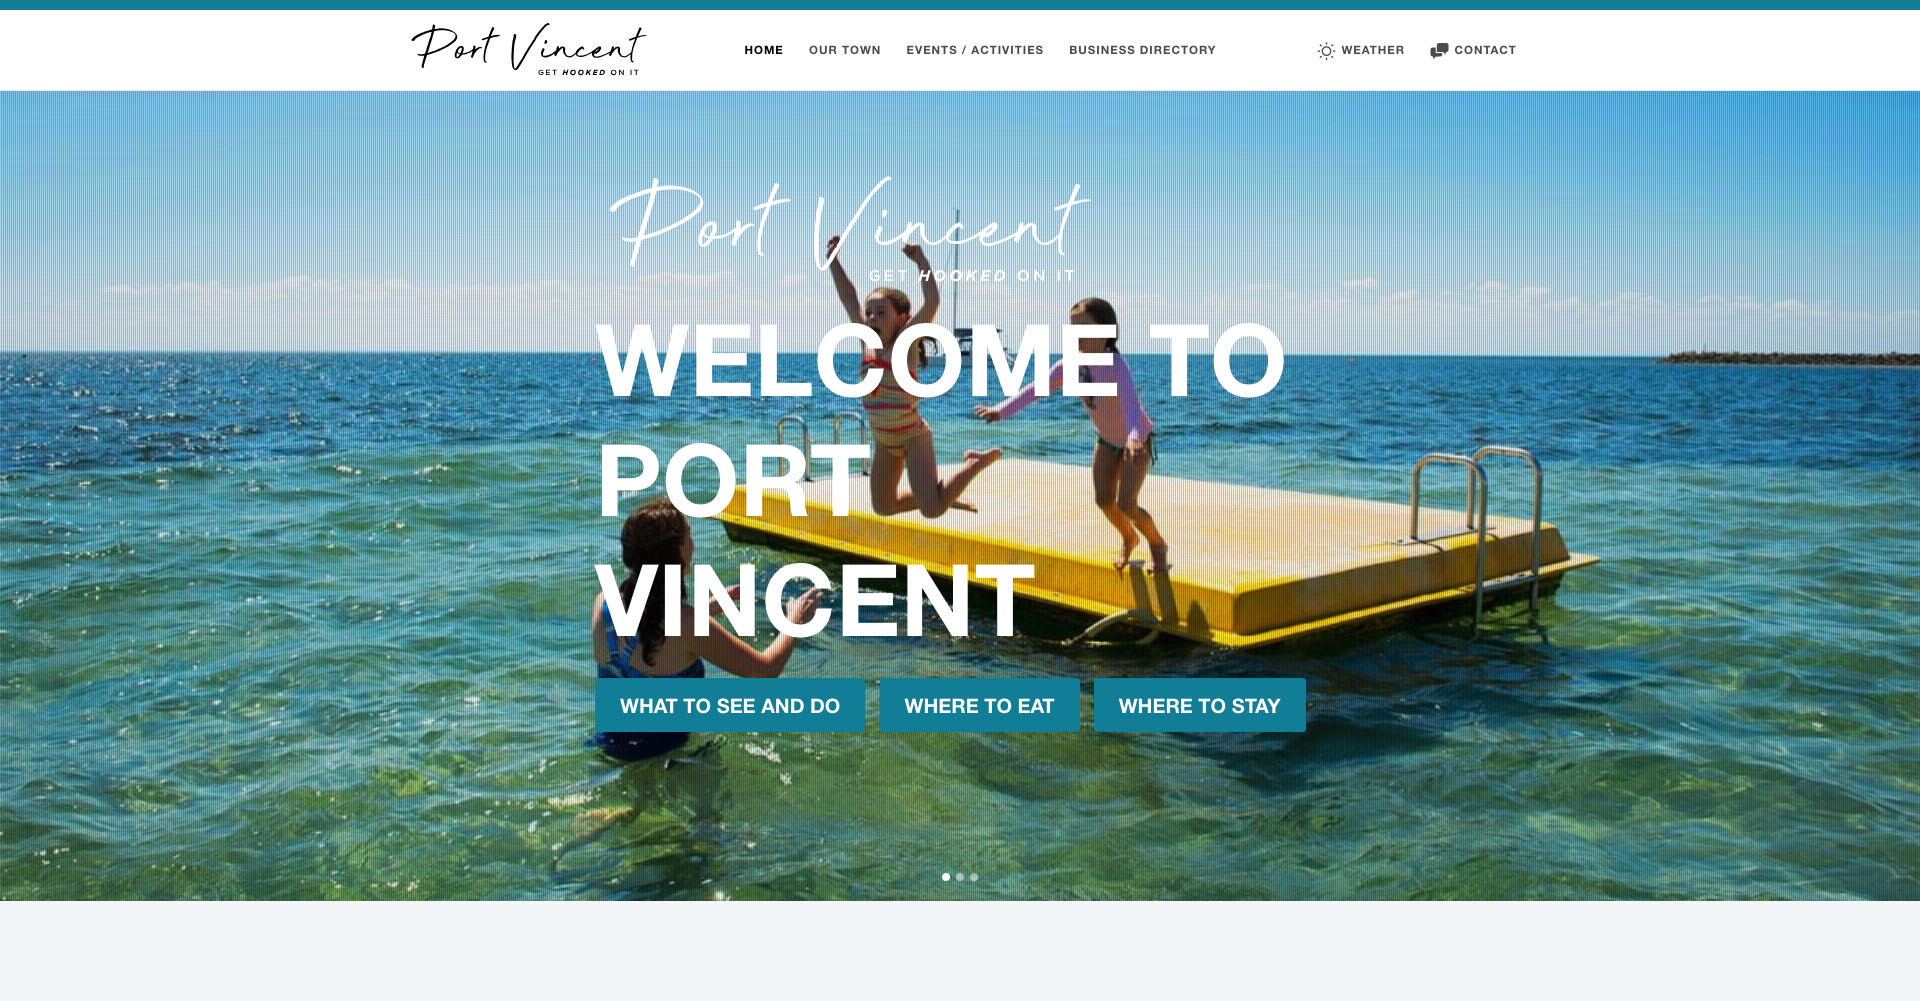 Port Vincent
GET HOOKED ON IT
HOME
OUR TOWN
EVENTS / ACTIVITIES
BUSINESS DIRECTORY
WEATHER
CONTACT
Port Vincent
GET HOOKED ON IT
WELCOME TO
PORT
VINCENT
WHAT TO SEE AND DO
WHERE TO EAT
WHERE TO STAY